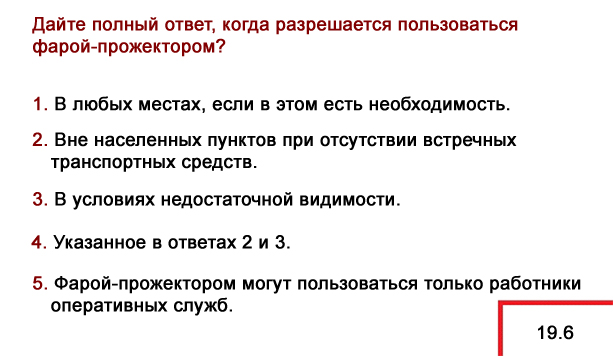 Дайте полный ответ, когда разрешается пользоваться
фарой-прожектором?
1. В любых местах, если в этом есть необходимость.
2. Вне населенных пунктов при отсутствии встречных
транспортных средств.
3. В условиях недостаточной видимости.
4. Указанное в ответах 2 и 3.
5. Фарой-прожектором могут пользоваться только работники
оперативных служб.
19.6